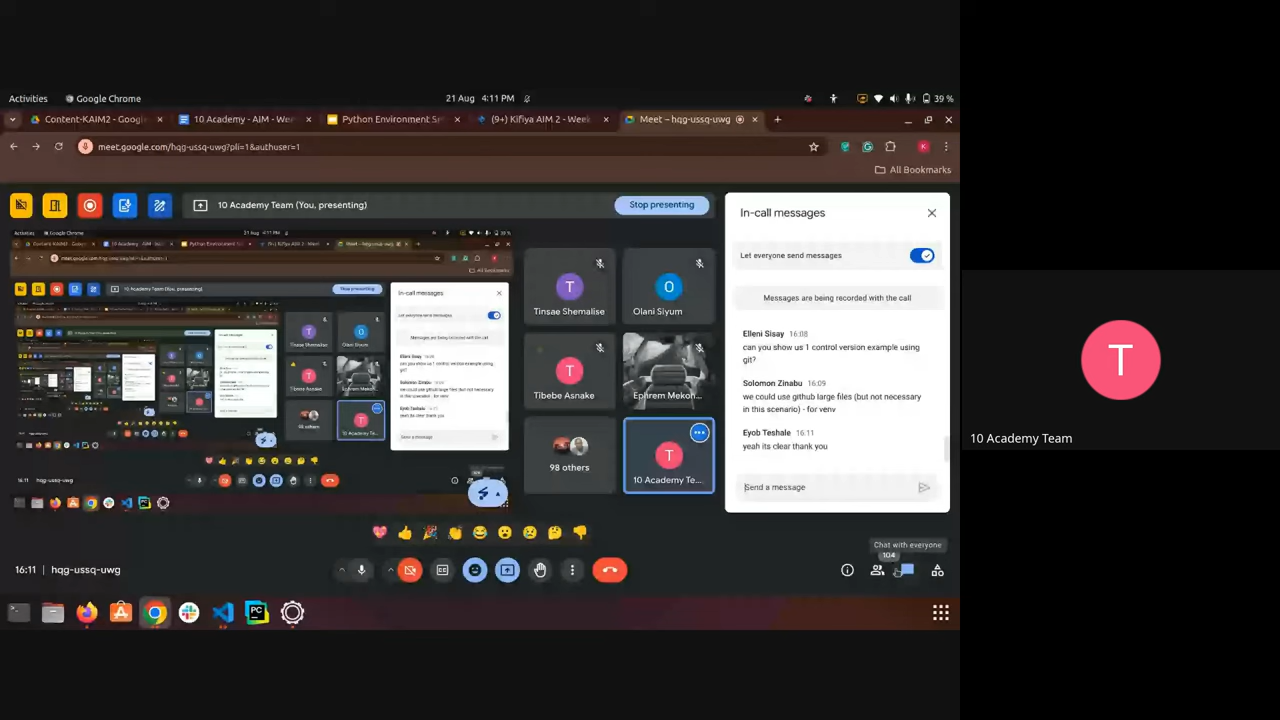 Activities
Google Chrome
21 Aug 4:11 PM
39 %
Content-KAIM2 - Google
10 Academy - AIM - We
Python Environment Se
(9+) Kifiya AIM 2 - Week
Meet – hqg-ussq-uwg
meet.google.com/hqg-ussq-uwg?pli=1&authuser=1
All Bookmarks
10 Academy Team (You, presenting)
Stop presenting
In-call messages
Let everyone send messages
Messages are being recorded with the call
Elleni Sisay 16:08
can you show us 1 control version example using
git?
Solomon Zinabu 16:09
we could use github large files (but not necessary
in this scenario) - for venv
Eyob Teshale 16:11
yeah its clear thank you
Send a message
Tinsae Shemalise
Olani Siyum
Tibebe Asnake
Ephrem Mekon...
98 others
10 Academy Te...
Chat with everyone
104
16:11 hqg-ussq-uwg
T
10 Academy Team